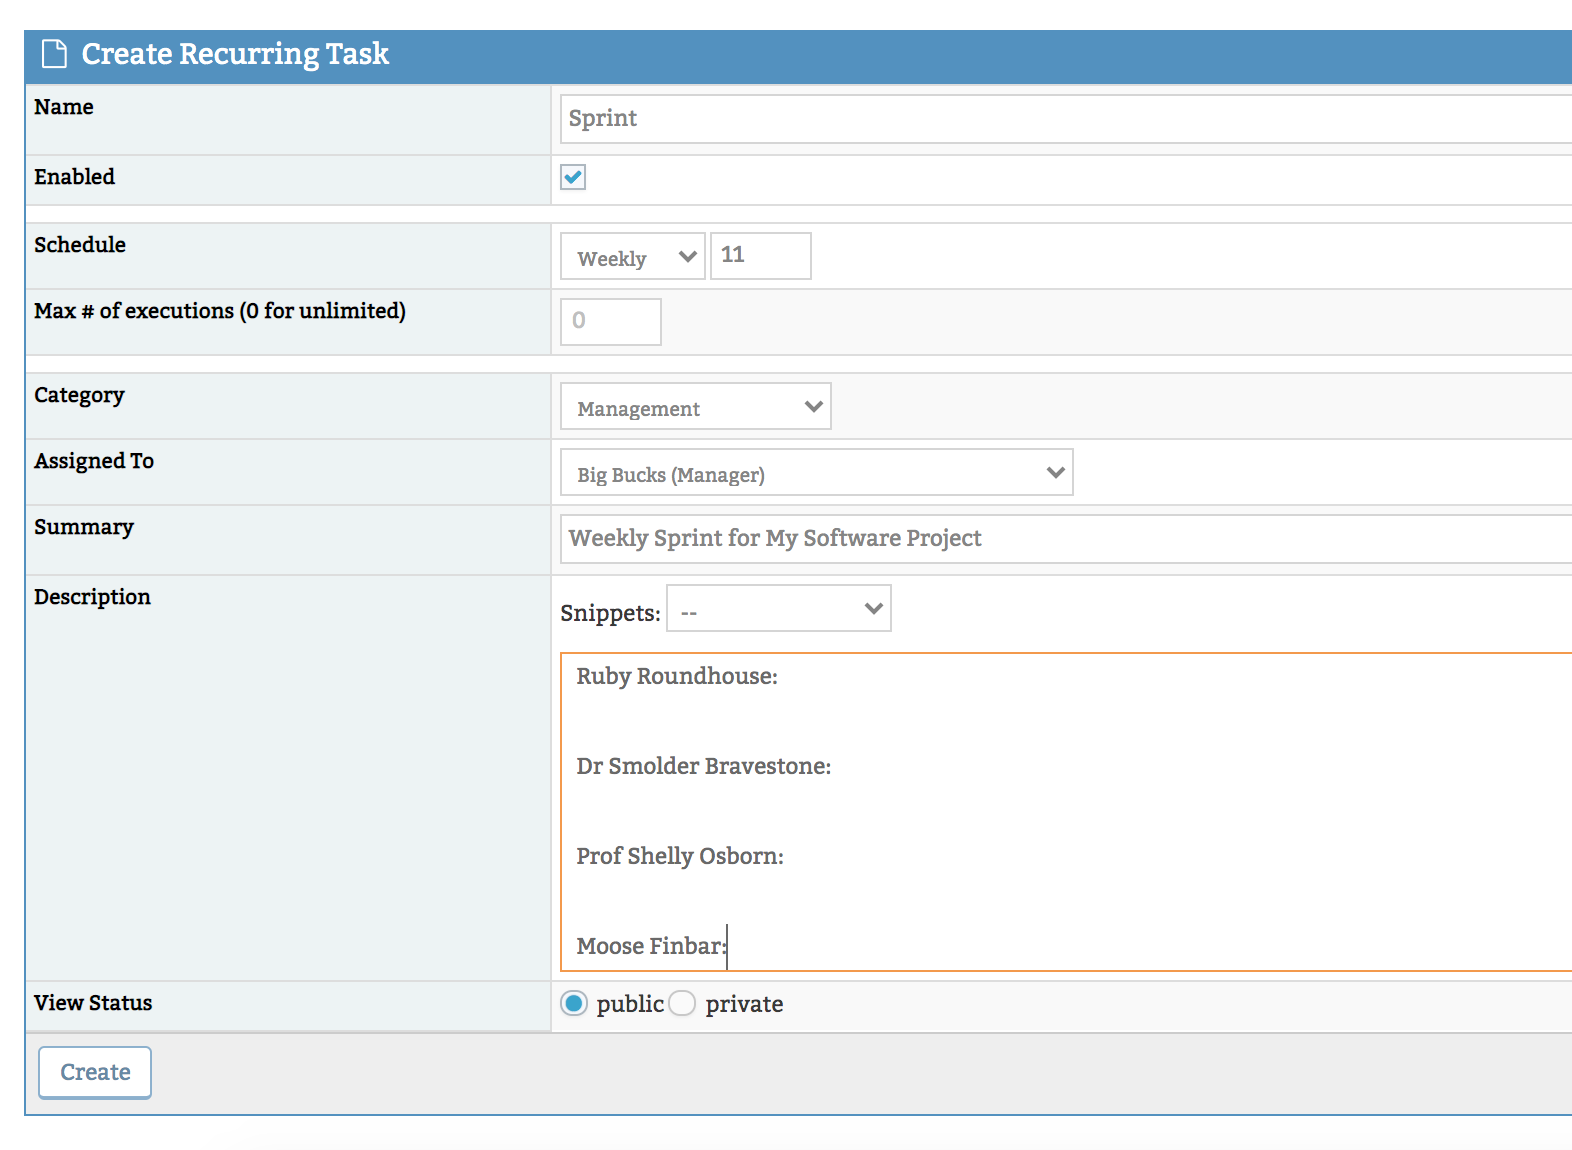 Create Recurring Task
Name
Sprint
Enabled
Schedule
Weekly 11
Max # of executions (0 for unlimited)
0
Category
Management
Assigned To
Big Bucks (Manager)
Summary
Weekly Sprint for My Software Project
Description
Snippets: --
Ruby Roundhouse:
Dr Smolder Bravestone:
Prof Shelly Osborn:
Moose Finbar:
View Status
public private
Create